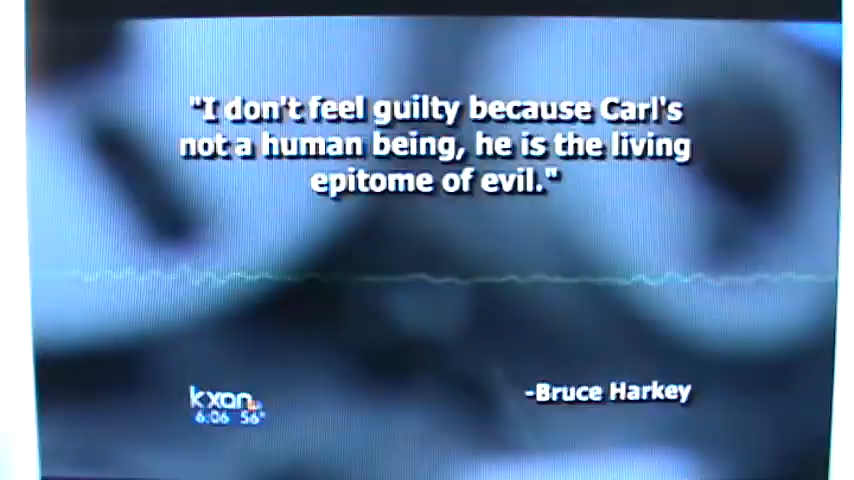 "I don't feel guilty because Carl's
not a human being, he is the living
epitome of evil."
-Bruce Harkey
kxan
6:06 56°